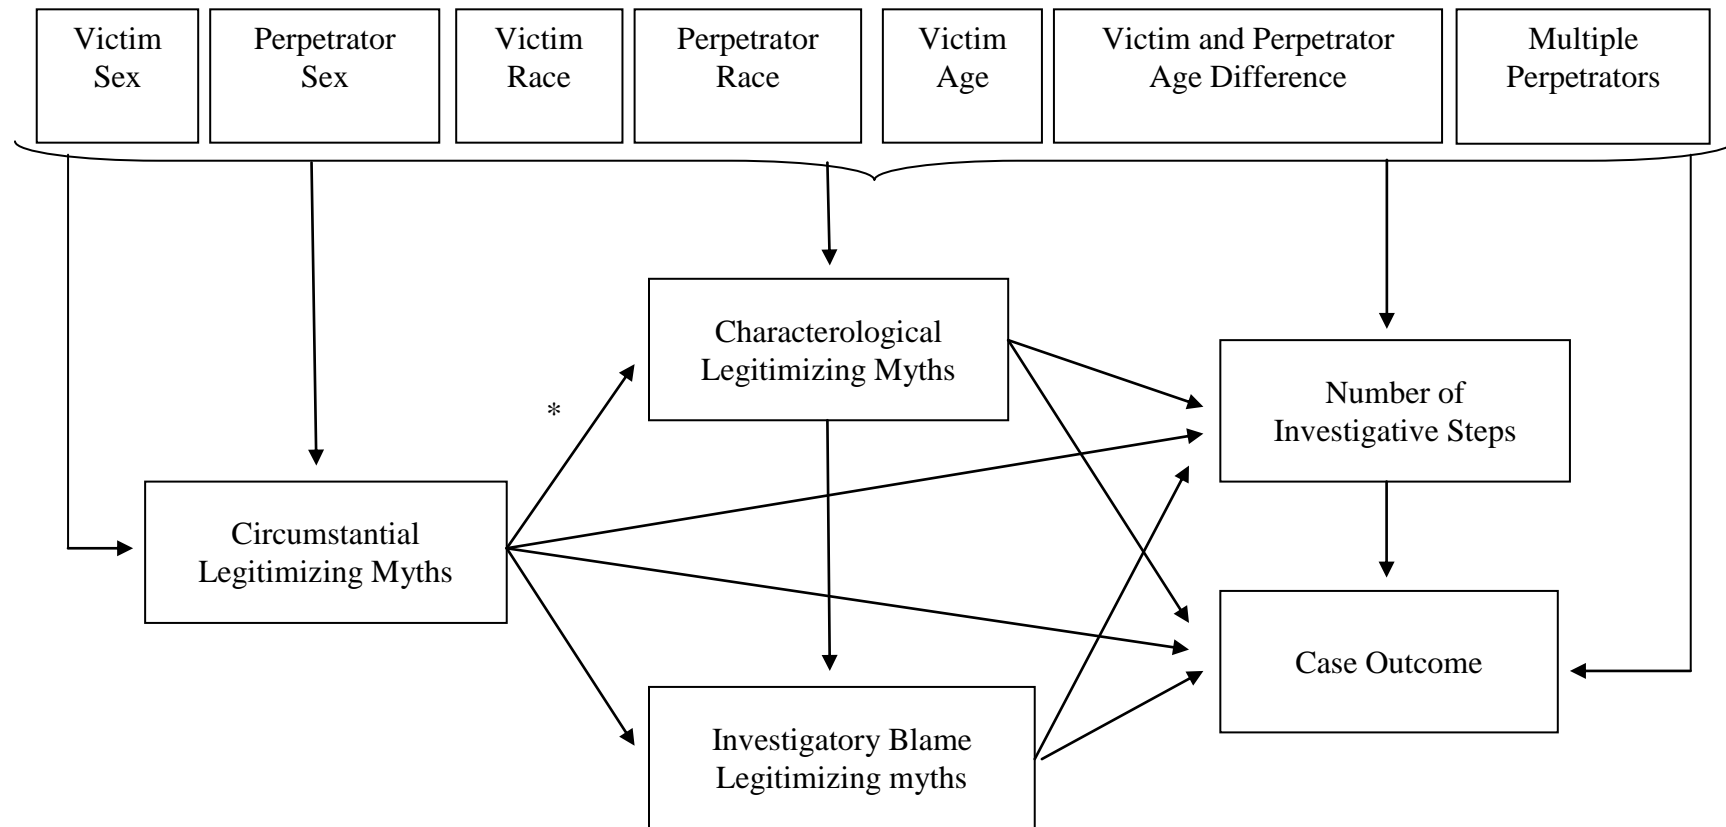 Victim
Sex
Perpetrator
Sex
Victim
Race
Perpetrator
Race
Victim
Age
Victim and Perpetrator
Age Difference
Multiple
Perpetrators
Characterological
Legitimizing Myths
Number of
Investigative Steps
*
Circumstantial
Legitimizing Myths
Case Outcome
Investigatory Blame
Legitimizing myths